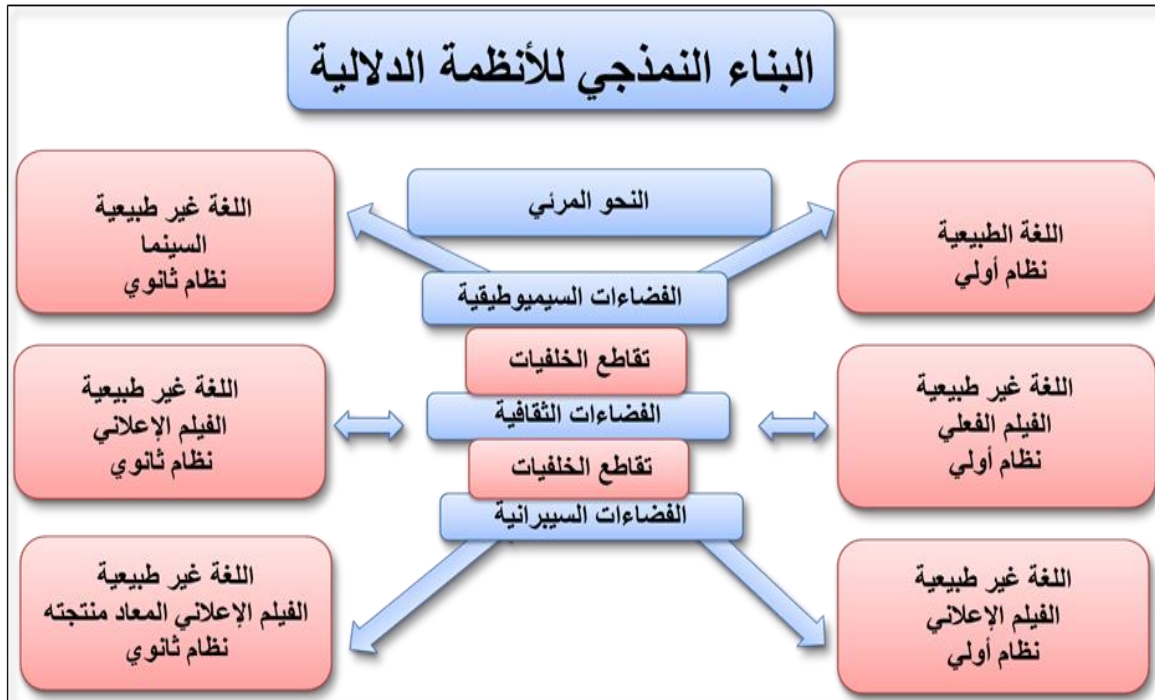 البناء النمذجي للأنظمة الدلالية
النحو المرئي
اللغة الطبيعية
نظام أولي
اللغة غير طبيعية
السينما
نظام ثانوي
الفضاءات السيميوطيقية
تقاطع الخلفيات
اللغة غير طبيعية
الفيلم الفعلي
نظام أولي
الفضاءات الثقافية
اللغة غير طبيعية
الفيلم الإعلاني
نظام ثانوي
تقاطع الخلفيات
الفضاءات السيبرانية
اللغة غير طبيعية
الفيلم الإعلاني
نظام أولي
اللغة غير طبيعية
الفيلم الإعلاني المعاد منتجته
نظام ثانوي